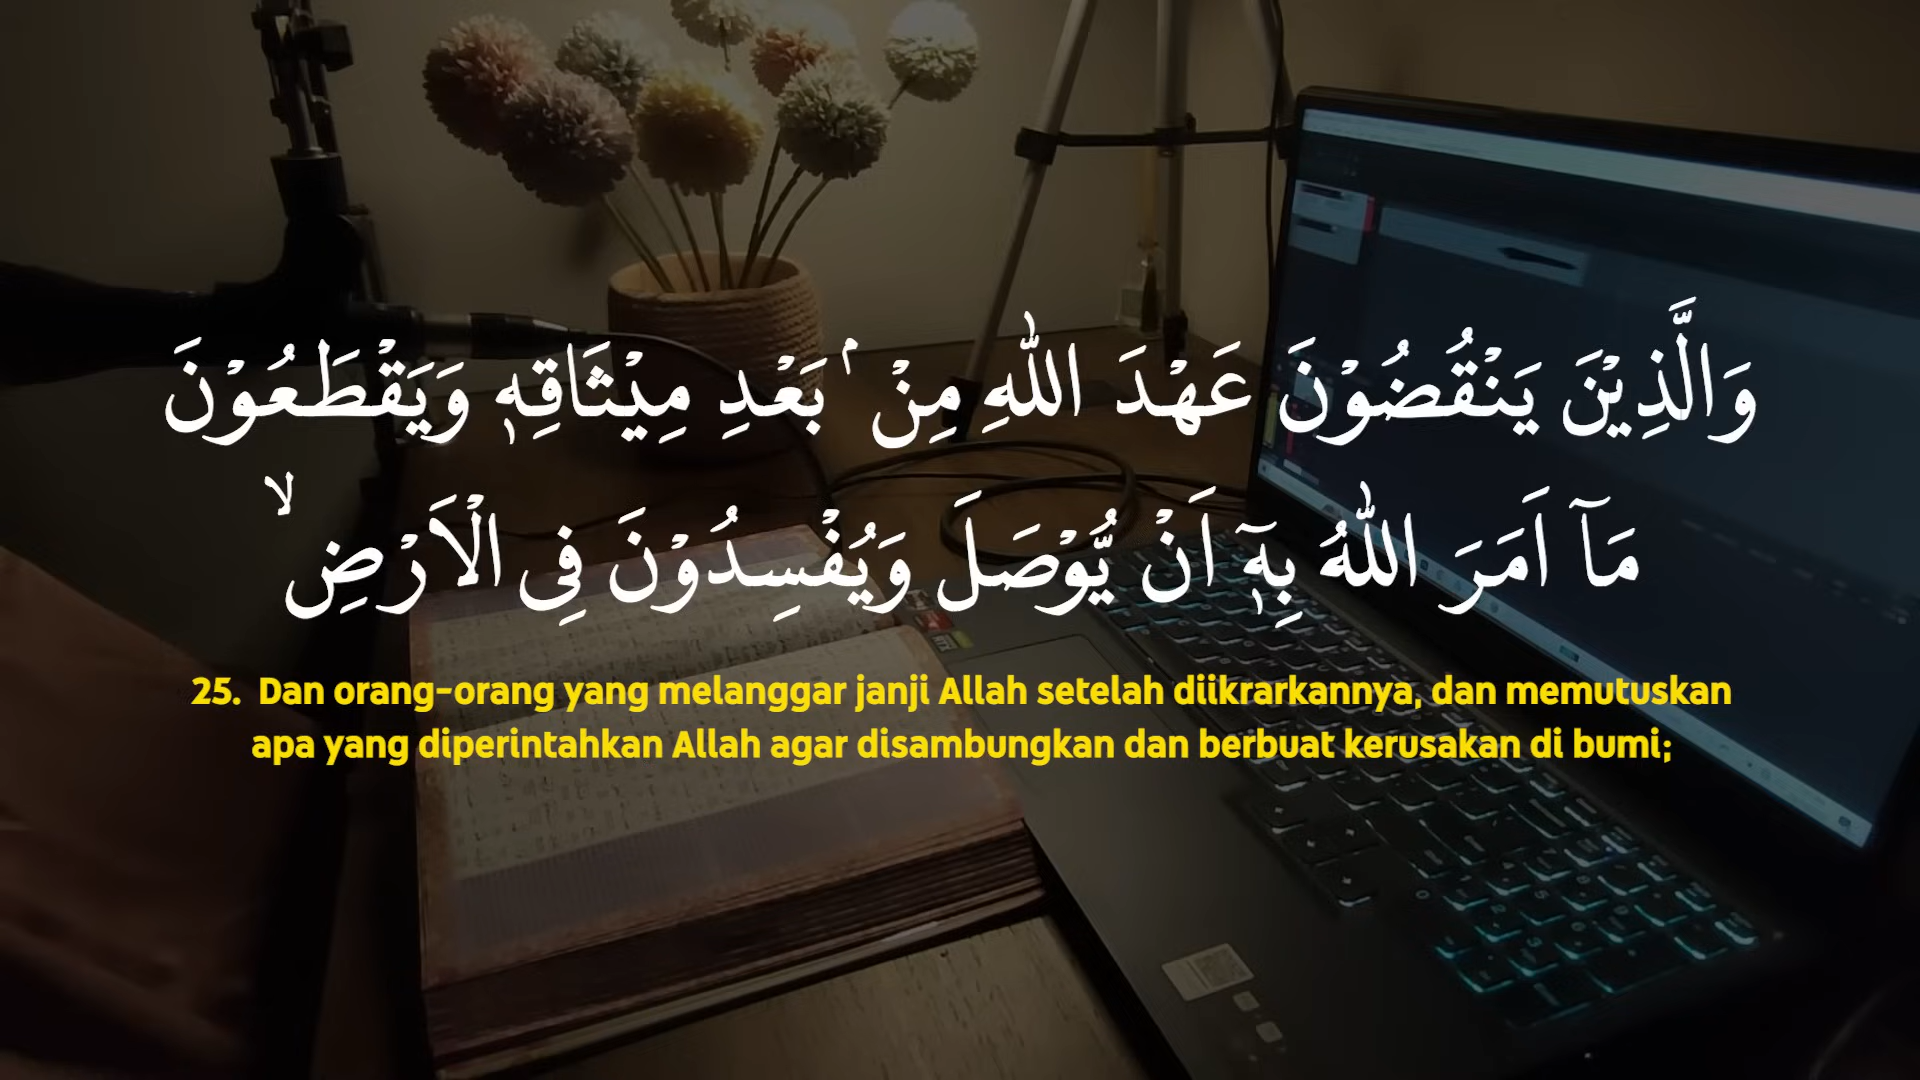 وَالَّذِيْنَ يَنْقُضُوْنَ عَهْدَ اللّٰهِ مِنْۢ بَعْدِ مِيْثَاقِهٖ وَيَقْطَعُوْنَ
مَآ اَمَرَ اللّٰهُ بِهٖٓ اَنْ يُّوْصَلَ وَيُفْسِدُوْنَ فِى الْاَرْضِۙ
25. Dan orang-orang yang melanggar janji Allah setelah diikrarkannya, dan memutuskan
apa yang diperintahkan Allah agar disambungkan dan berbuat kerusakan di bumi;